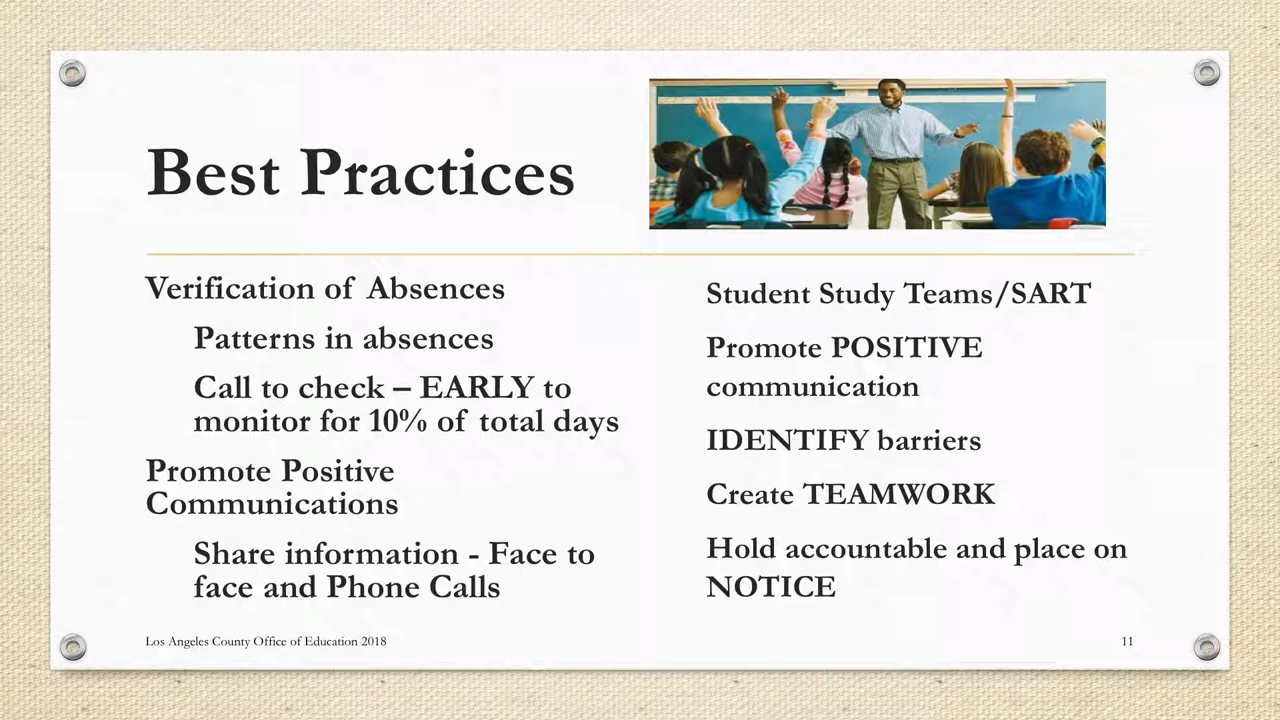 Best Practices
Verification of Absences
Patterns in absences
Call to check – EARLY to
monitor for 10% of total days
Promote Positive
Communications
Share information - Face to
face and Phone Calls
Student Study Teams/SART
Promote POSITIVE
communication
IDENTIFY barriers
Create TEAMWORK
Hold accountable and place on
NOTICE
Los Angeles County Office of Education 2018
11